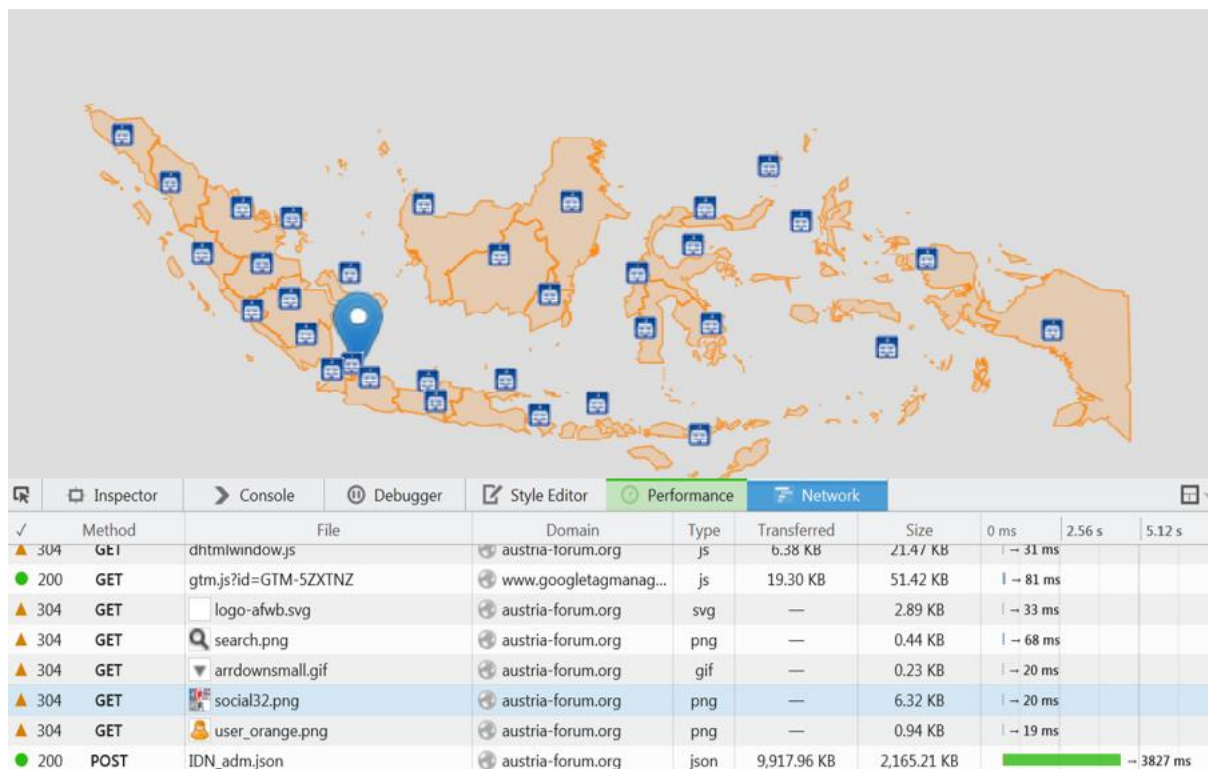 Inspector Console Debugger Style Editor Performance Network
✓ Method File Domain Type Transferred Size 0 ms 2.56 s 5.12 s
304 GET dhtmlwindow.js austria-forum.org js 6.38 KB 21.47 KB → 31 ms
200 GET gtm.js?id=GTM-5ZXTNZ www.googletagmanag... js 19.30 KB 51.42 KB → 81 ms
304 GET logo-afwb.svg austria-forum.org svg — 2.89 KB → 33 ms
304 GET search.png austria-forum.org png — 0.44 KB → 68 ms
304 GET arrdownsmall.gif austria-forum.org gif — 0.23 KB → 20 ms
304 GET social32.png austria-forum.org png — 6.32 KB → 20 ms
304 GET user_orange.png austria-forum.org png — 0.94 KB → 19 ms
200 POST IDN_adm.json austria-forum.org json 9,917.96 KB 2,165.21 KB → 3827 ms